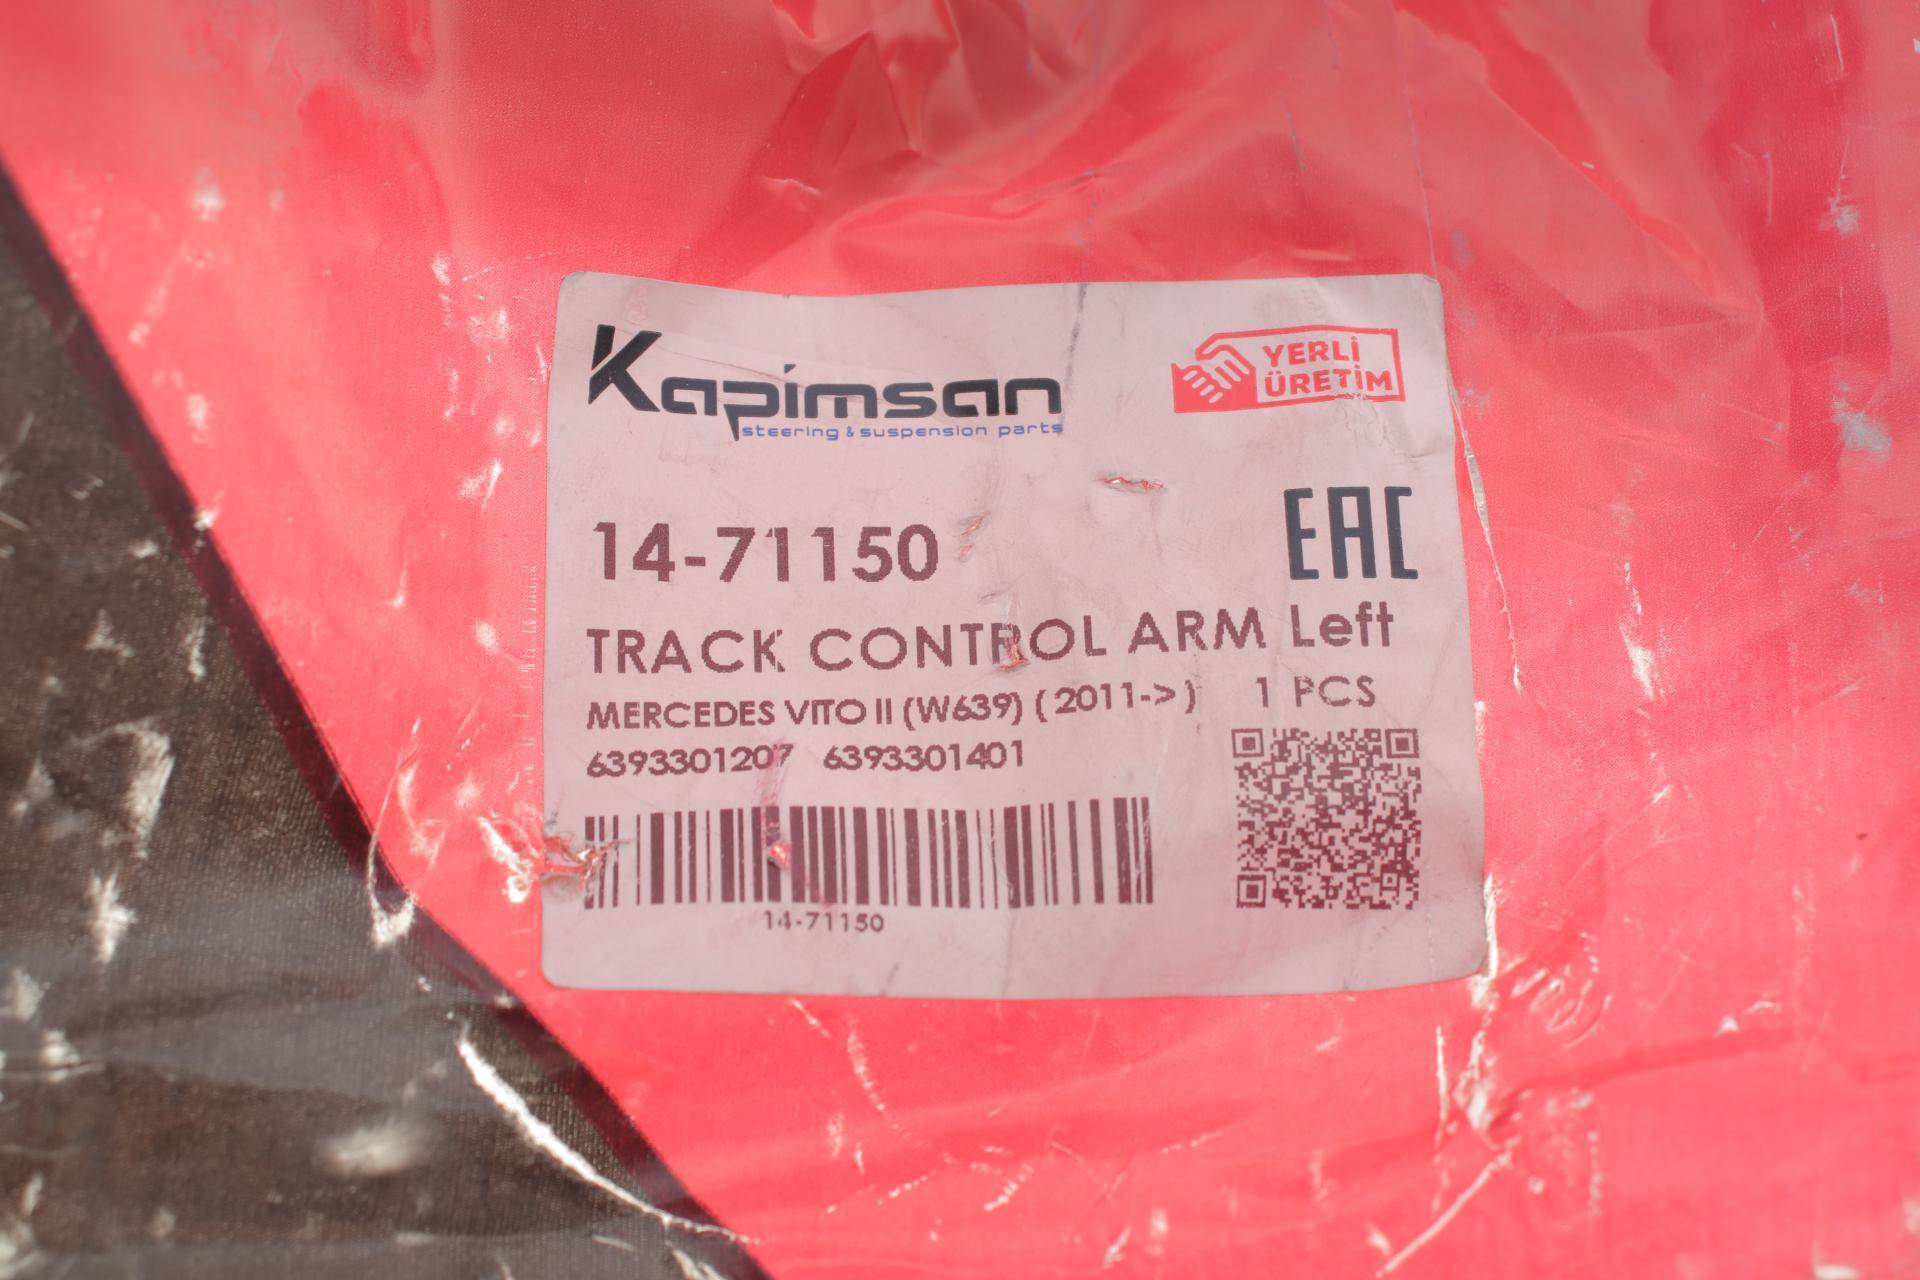 Kapimsan
steering & suspension parts
YERLİ
ÜRETİM
14-71150
EAC
TRACK CONTROL ARM Left
MERCEDES VITO II (W639) ( 2011-> ) 1 PCS
6393301207 6393301401
14-71150